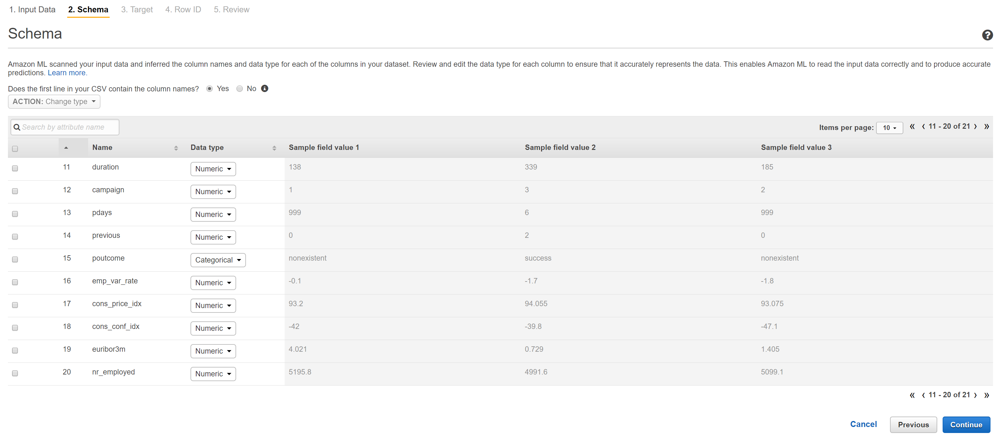 1. Input Data 2. Schema 3. Target 4. Row ID 5. Review
Schema
Amazon ML scanned your input data and inferred the column names and data type for each of the columns in your dataset. Review and edit the data type for each column to ensure that it accurately represents the data. This enables Amazon ML to read the input data correctly and to produce accurate
predictions. Learn more.
Does the first line in your CSV contain the column names? Yes No
ACTION: Change type
Search by attribute name Items per page: 10 « ‹ 11 - 20 of 21 › »
Name Data type Sample field value 1 Sample field value 2 Sample field value 3
11 duration Numeric 138 339 185
12 campaign Numeric 1 3 2
13 pdays Numeric 999 6 999
14 previous Numeric 0 2 0
15 poutcome Categorical nonexistent success nonexistent
16 emp_var_rate Numeric -0.1 -1.7 -1.8
17 cons_price_idx Numeric 93.2 94.055 93.075
18 cons_conf_idx Numeric -42 -39.8 -47.1
19 euribor3m Numeric 4.021 0.729 1.405
20 nr_employed Numeric 5195.8 4991.6 5099.1
« ‹ 11 - 20 of 21 › »
Cancel Previous Continue